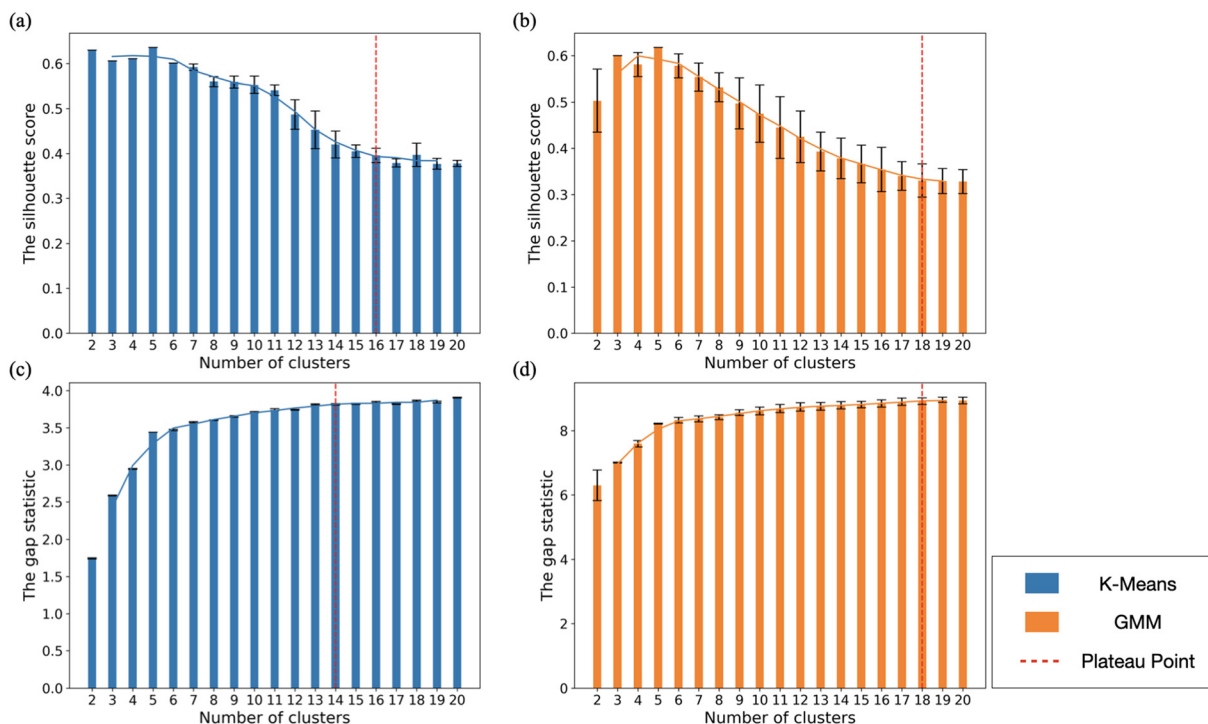 (a)
The silhouette score
0.6
0.5
0.4
0.3
0.2
0.1
0.0
2 3 4 5 6 7 8 9 10 11 12 13 14 15 16 17 18 19 20
Number of clusters
(b)
The silhouette score
0.6
0.5
0.4
0.3
0.2
0.1
0.0
2 3 4 5 6 7 8 9 10 11 12 13 14 15 16 17 18 19 20
Number of clusters
(c)
The gap statistic
4.0
3.5
3.0
2.5
2.0
1.5
1.0
0.5
0.0
2 3 4 5 6 7 8 9 10 11 12 13 14 15 16 17 18 19 20
Number of clusters
(d)
The gap statistic
8
6
4
2
0
2 3 4 5 6 7 8 9 10 11 12 13 14 15 16 17 18 19 20
Number of clusters
K-Means
GMM
Plateau Point